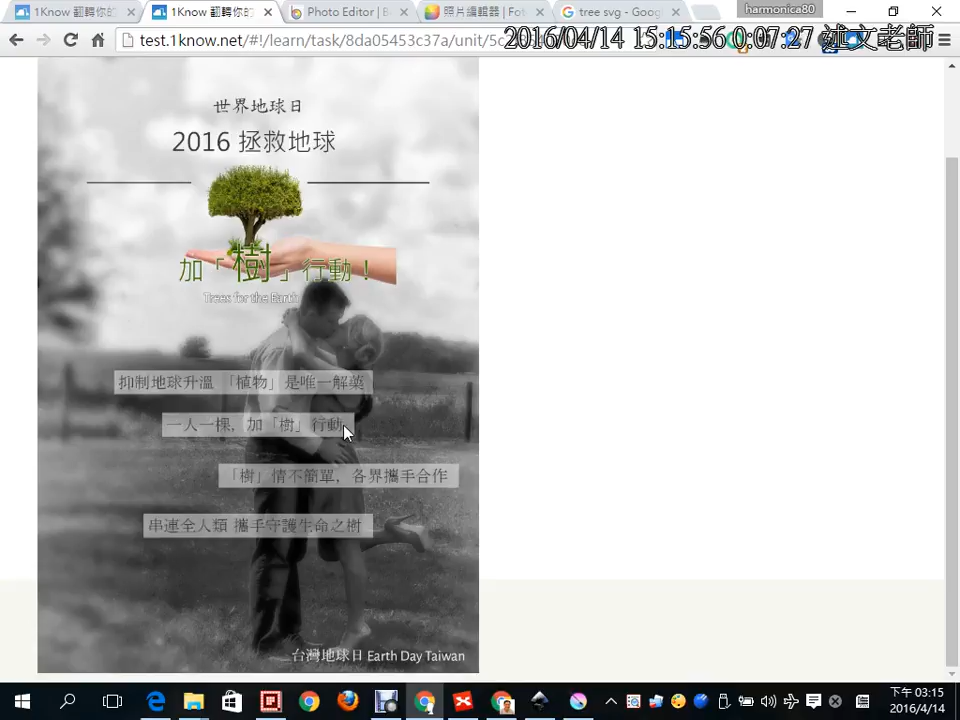 1Know 翻轉你的
1Know 翻轉你的
Photo Editor | B
照片編輯器 | Fot
tree svg - Goog
harmonica80
test.1know.net/#!/learn/task/8da05453c37a/unit/5c
2016/04/14 15:15:56 0:07:27 述文老師
世界地球日
2016 拯救地球
加「樹」行動！
Trees for the Earth
抑制地球升溫 「植物」是唯一解藥
一人一棵，加「樹」行動
「樹」情不簡單，各界攜手合作
串連全人類 攜手守護生命之樹
台灣地球日 Earth Day Taiwan
下午 03:15
2016/4/14